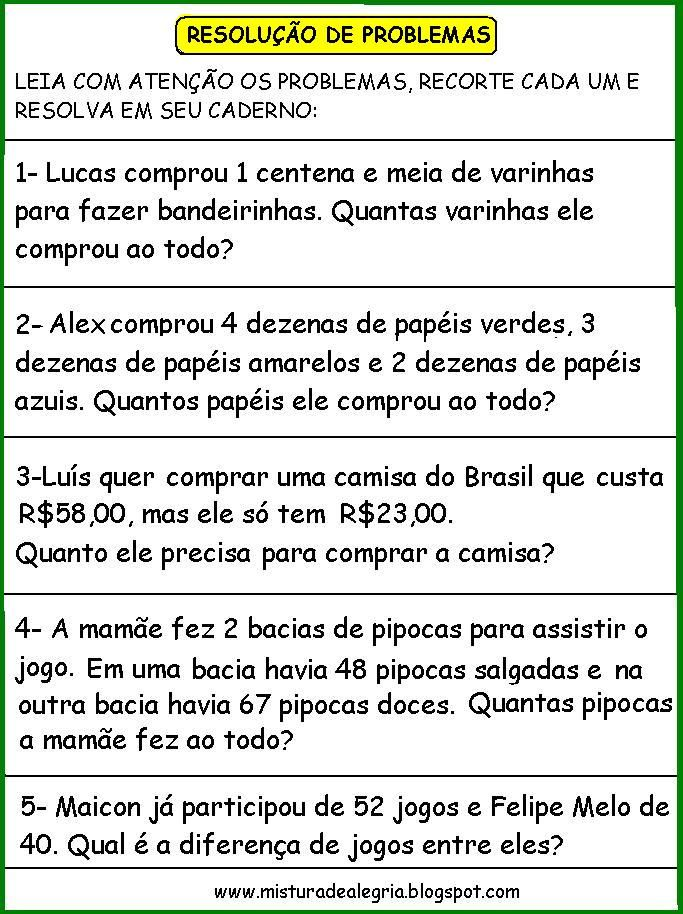 RESOLUÇÃO DE PROBLEMAS
LEIA COM ATENÇÃO OS PROBLEMAS, RECORTE CADA UM E
RESOLVA EM SEU CADERNO:
1- Lucas comprou 1 centena e meia de varinhas
para fazer bandeirinhas. Quantas varinhas ele
comprou ao todo?
2- Alex comprou 4 dezenas de papéis verdes, 3
dezenas de papéis amarelos e 2 dezenas de papéis
azuis. Quantos papéis ele comprou ao todo?
3-Luís quer comprar uma camisa do Brasil que custa
R$58,00, mas ele só tem R$23,00.
Quanto ele precisa para comprar a camisa?
4- A mamãe fez 2 bacias de pipocas para assistir o
jogo. Em uma bacia havia 48 pipocas salgadas e na
outra bacia havia 67 pipocas doces. Quantas pipocas
a mamãe fez ao todo?
5- Maicon já participou de 52 jogos e Felipe Melo de
40. Qual é a diferença de jogos entre eles?
www.misturadealegria.blogspot.com